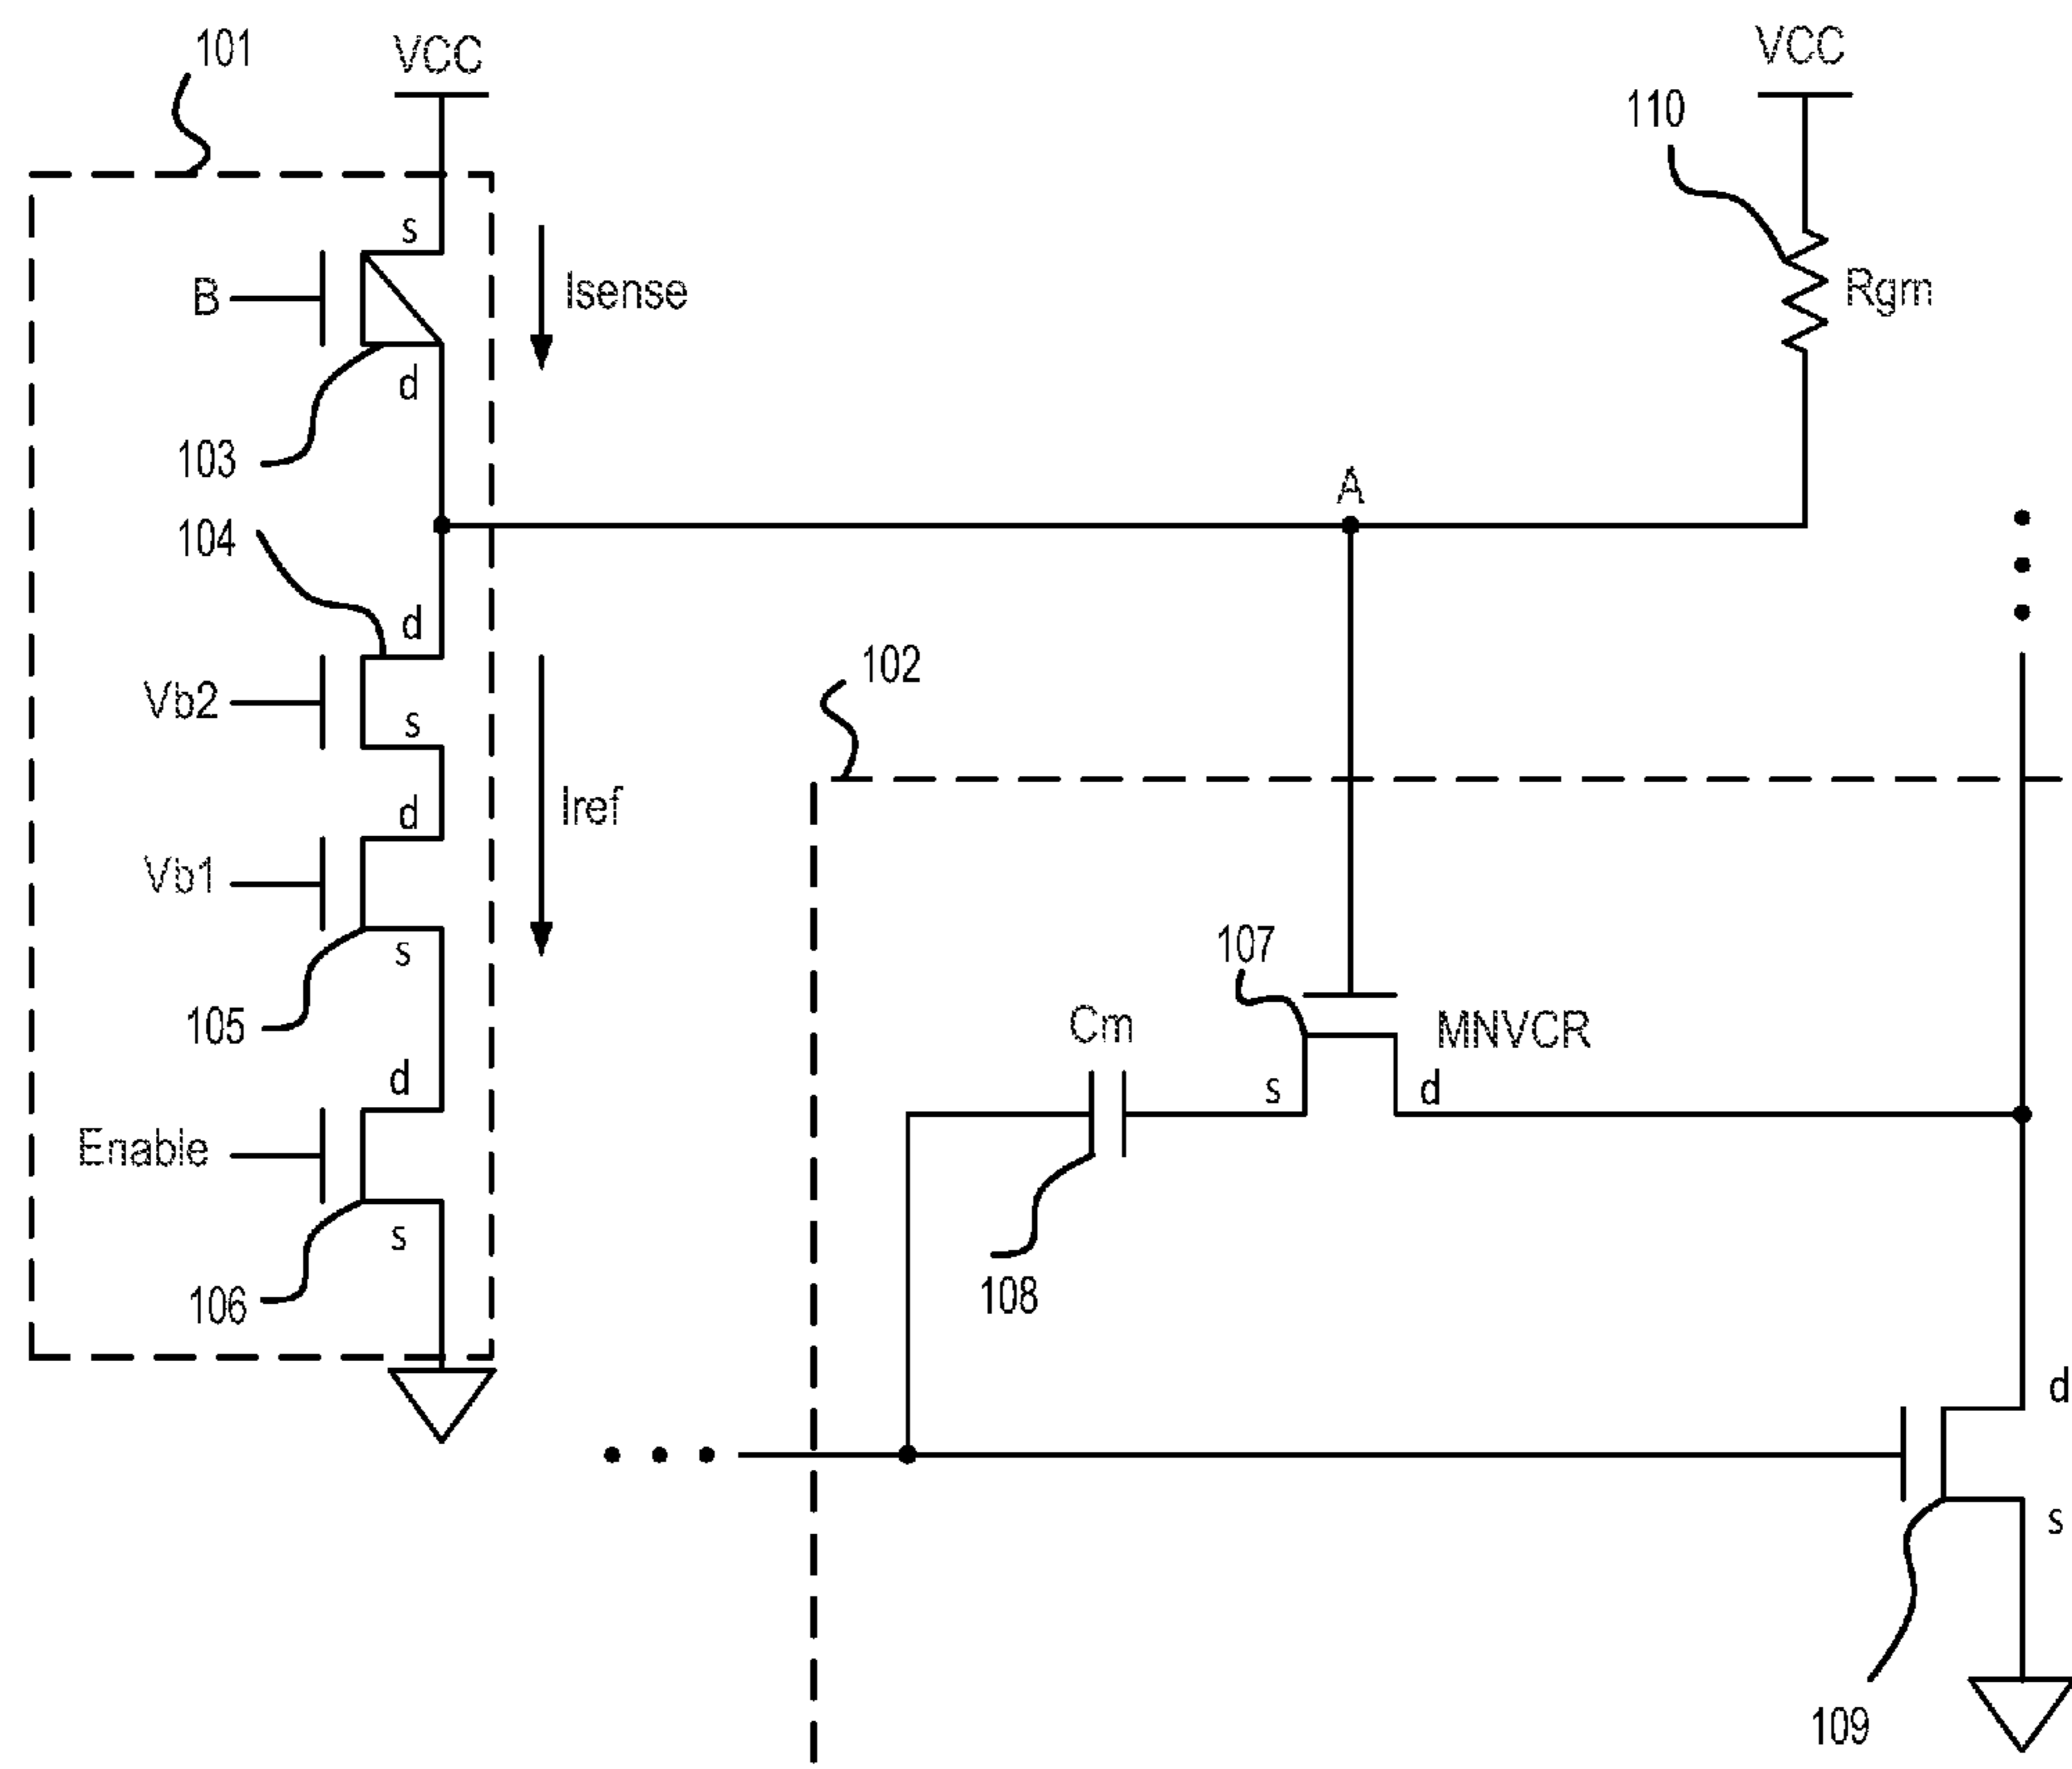 101
VCC
VCC
110
s
B
Isense
Rgm
d
103
A
104
d
102
Vb2
s
d
Iref
Vb1
s
107
105
Cm
MNVCR
d
s
d
Enable
s
106
108
d
s
109